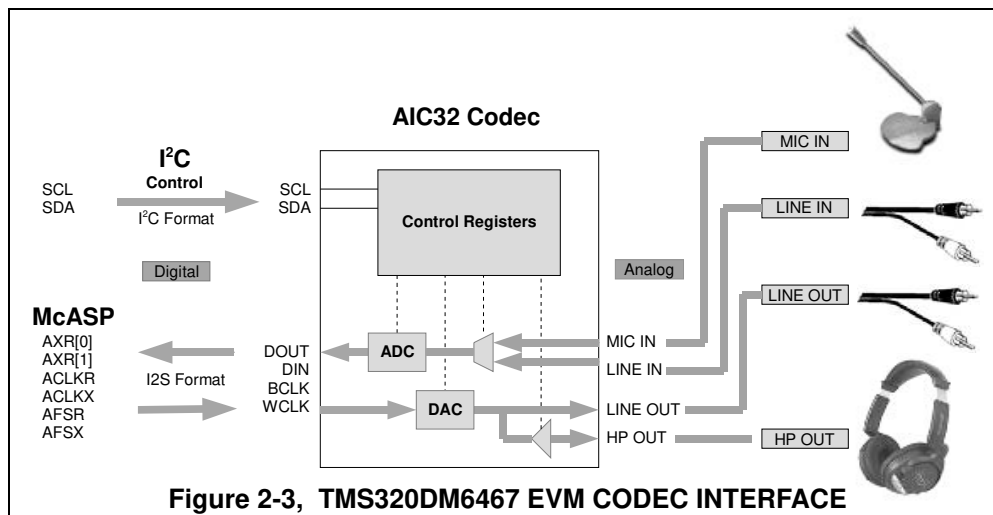 AIC32 Codec
I²C
Control
SCL
SDA
I²C Format
SCL
SDA
Control Registers
Digital
Analog
MIC IN
LINE IN
LINE OUT
HP OUT
McASP
AXR[0]
AXR[1]
ACLKR
ACLKX
AFSR
AFSX
I2S Format
DOUT
DIN
BCLK
WCLK
ADC
DAC
MIC IN
LINE IN
LINE OUT
HP OUT
Figure 2-3, TMS320DM6467 EVM CODEC INTERFACE